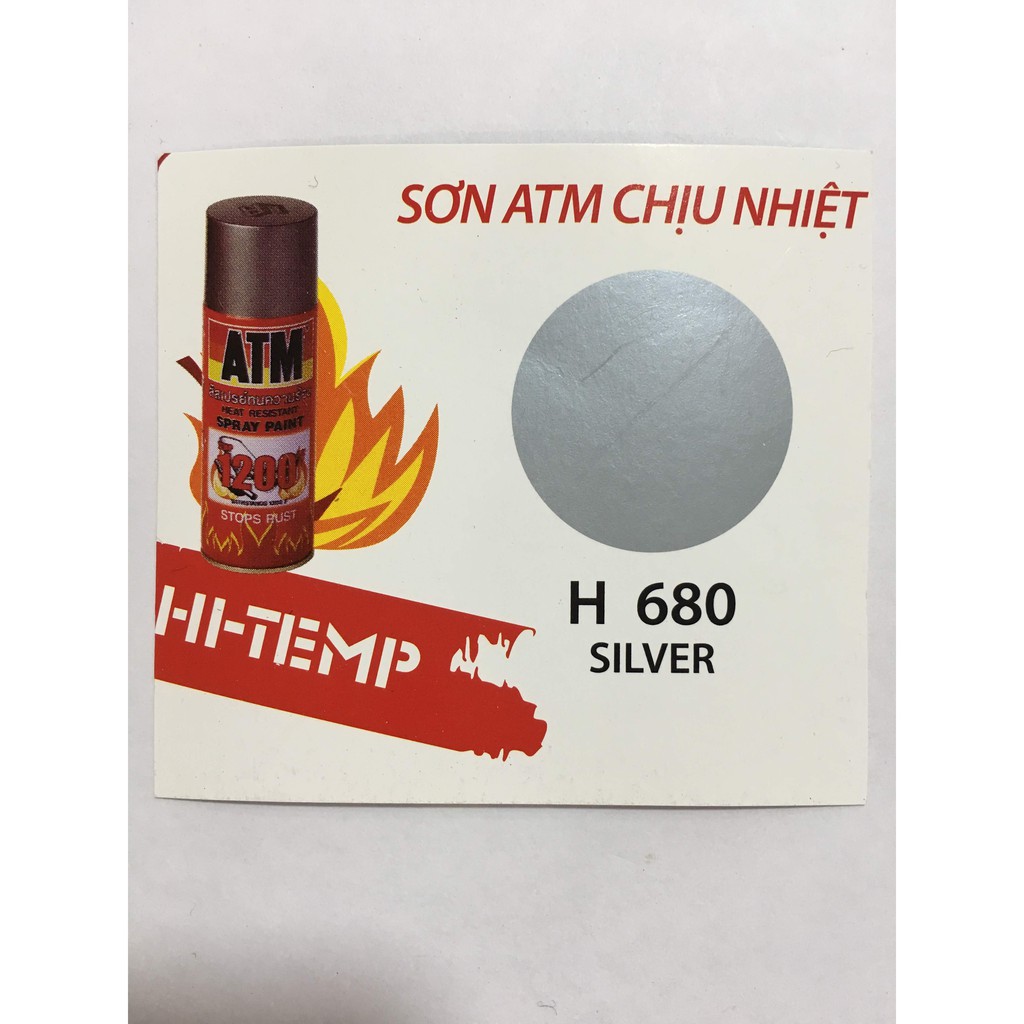 SƠN ATM CHỊU NHIỆT
ATM
HEAT RESISTANT
SPRAY PAINT
1200
STOPS RUST
HI-TEMP
H 680
SILVER